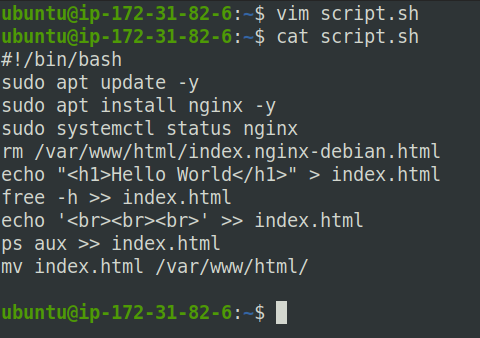 ubuntu@ip-172-31-82-6:~$ vim script.sh
ubuntu@ip-172-31-82-6:~$ cat script.sh
#!/bin/bash
sudo apt update -y
sudo apt install nginx -y
sudo systemctl status nginx
rm /var/www/html/index.nginx-debian.html
echo "<h1>Hello World</h1>" > index.html
free -h >> index.html
echo '<br><br><br>' >> index.html
ps aux >> index.html
mv index.html /var/www/html/
ubuntu@ip-172-31-82-6:~$